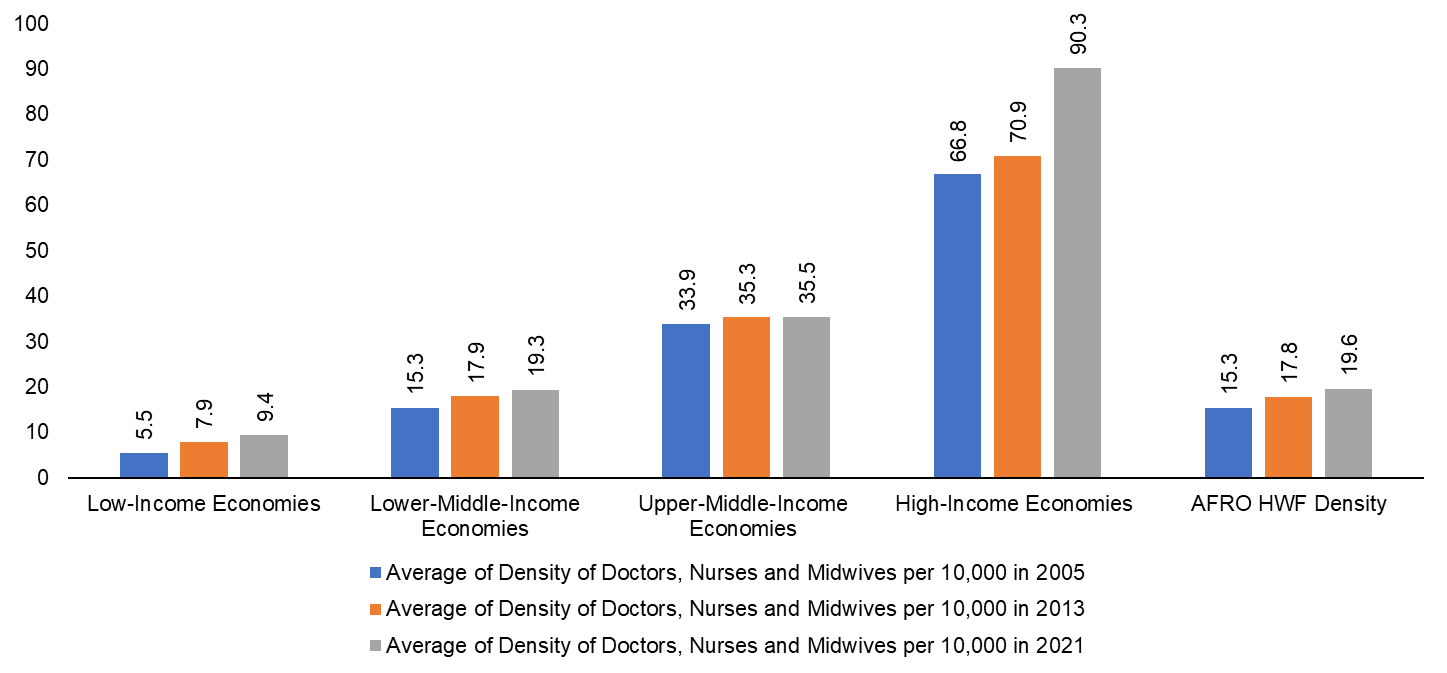 100
90
80
70
60
50
40
30
20
10
0
5.5
7.9
9.4
15.3
17.9
19.3
33.9
35.3
35.5
66.8
70.9
90.3
15.3
17.8
19.6
Low-Income Economies
Lower-Middle-Income
Economies
Upper-Middle-Income
Economies
High-Income Economies
AFRO HWF Density
Average of Density of Doctors, Nurses and Midwives per 10,000 in 2005
Average of Density of Doctors, Nurses and Midwives per 10,000 in 2013
Average of Density of Doctors, Nurses and Midwives per 10,000 in 2021